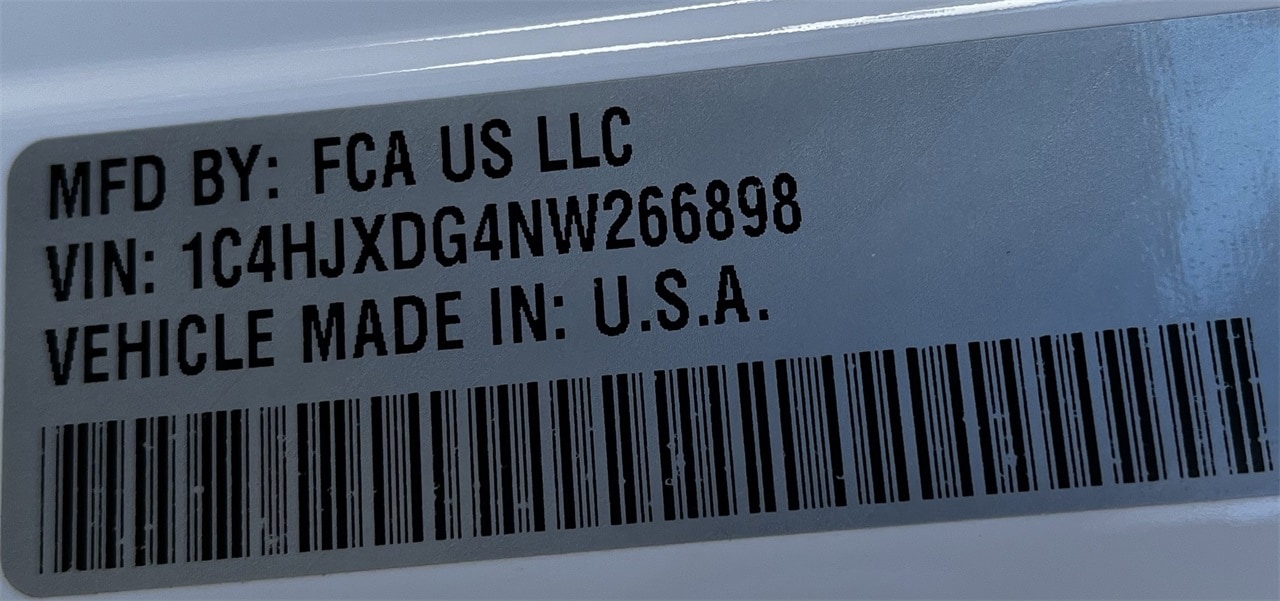 MFD BY: FCA US LLC
VIN: 1C4HJXDG4NW266898
VEHICLE MADE IN: U.S.A.